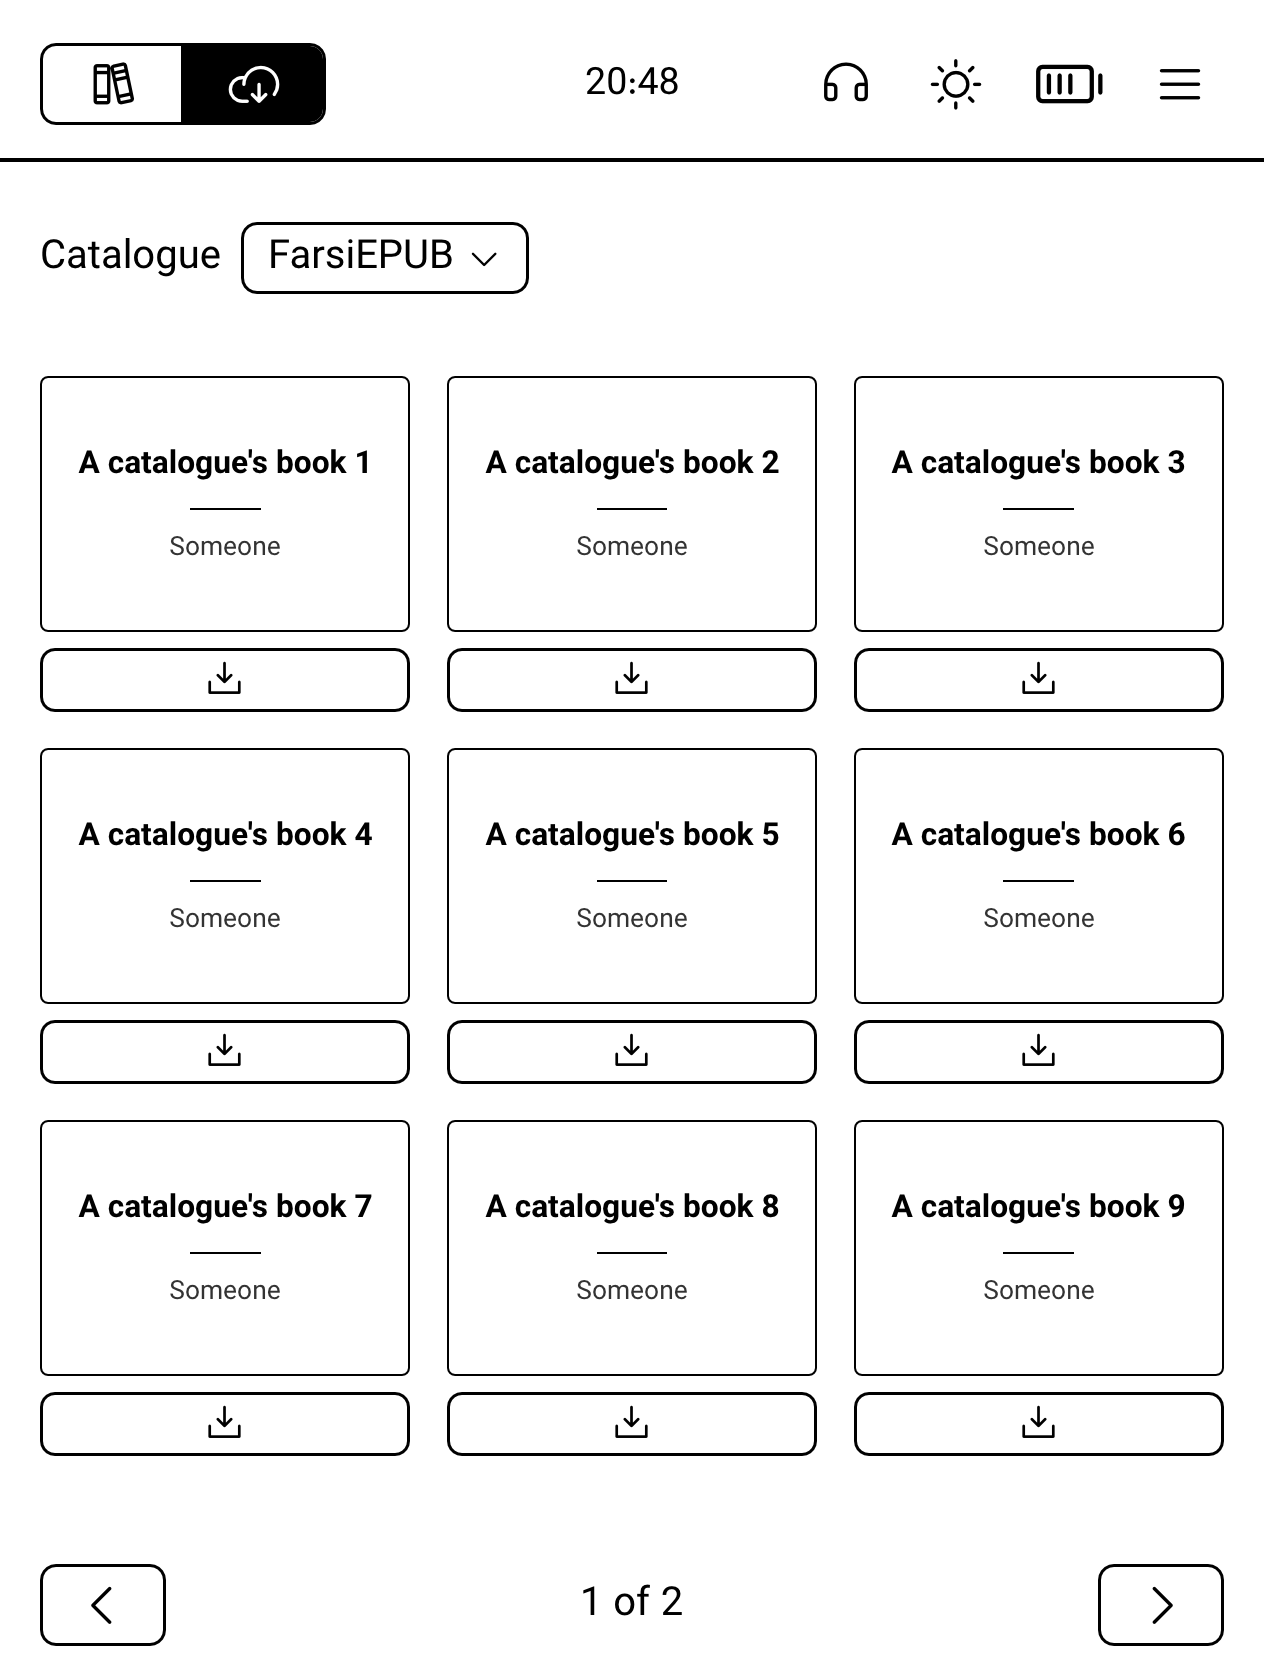 20:48
Catalogue FarsiEPUB
A catalogue's book 1
Someone
A catalogue's book 2
Someone
A catalogue's book 3
Someone
A catalogue's book 4
Someone
A catalogue's book 5
Someone
A catalogue's book 6
Someone
A catalogue's book 7
Someone
A catalogue's book 8
Someone
A catalogue's book 9
Someone
1 of 2